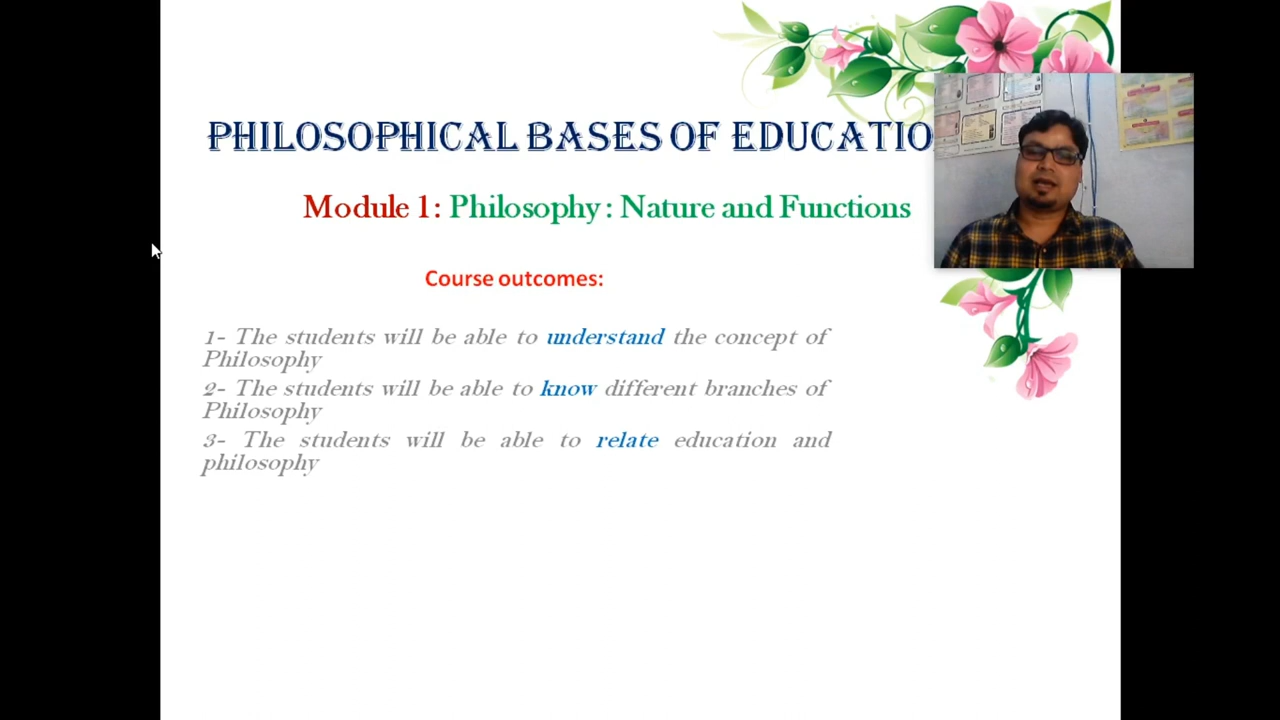 PHILOSOPHICAL BASES OF EDUCATIO
Module 1: Philosophy : Nature and Functions
Course outcomes:
1- The students will be able to understand the concept of
Philosophy
2- The students will be able to know different branches of
Philosophy
3- The students will be able to relate education and
philosophy